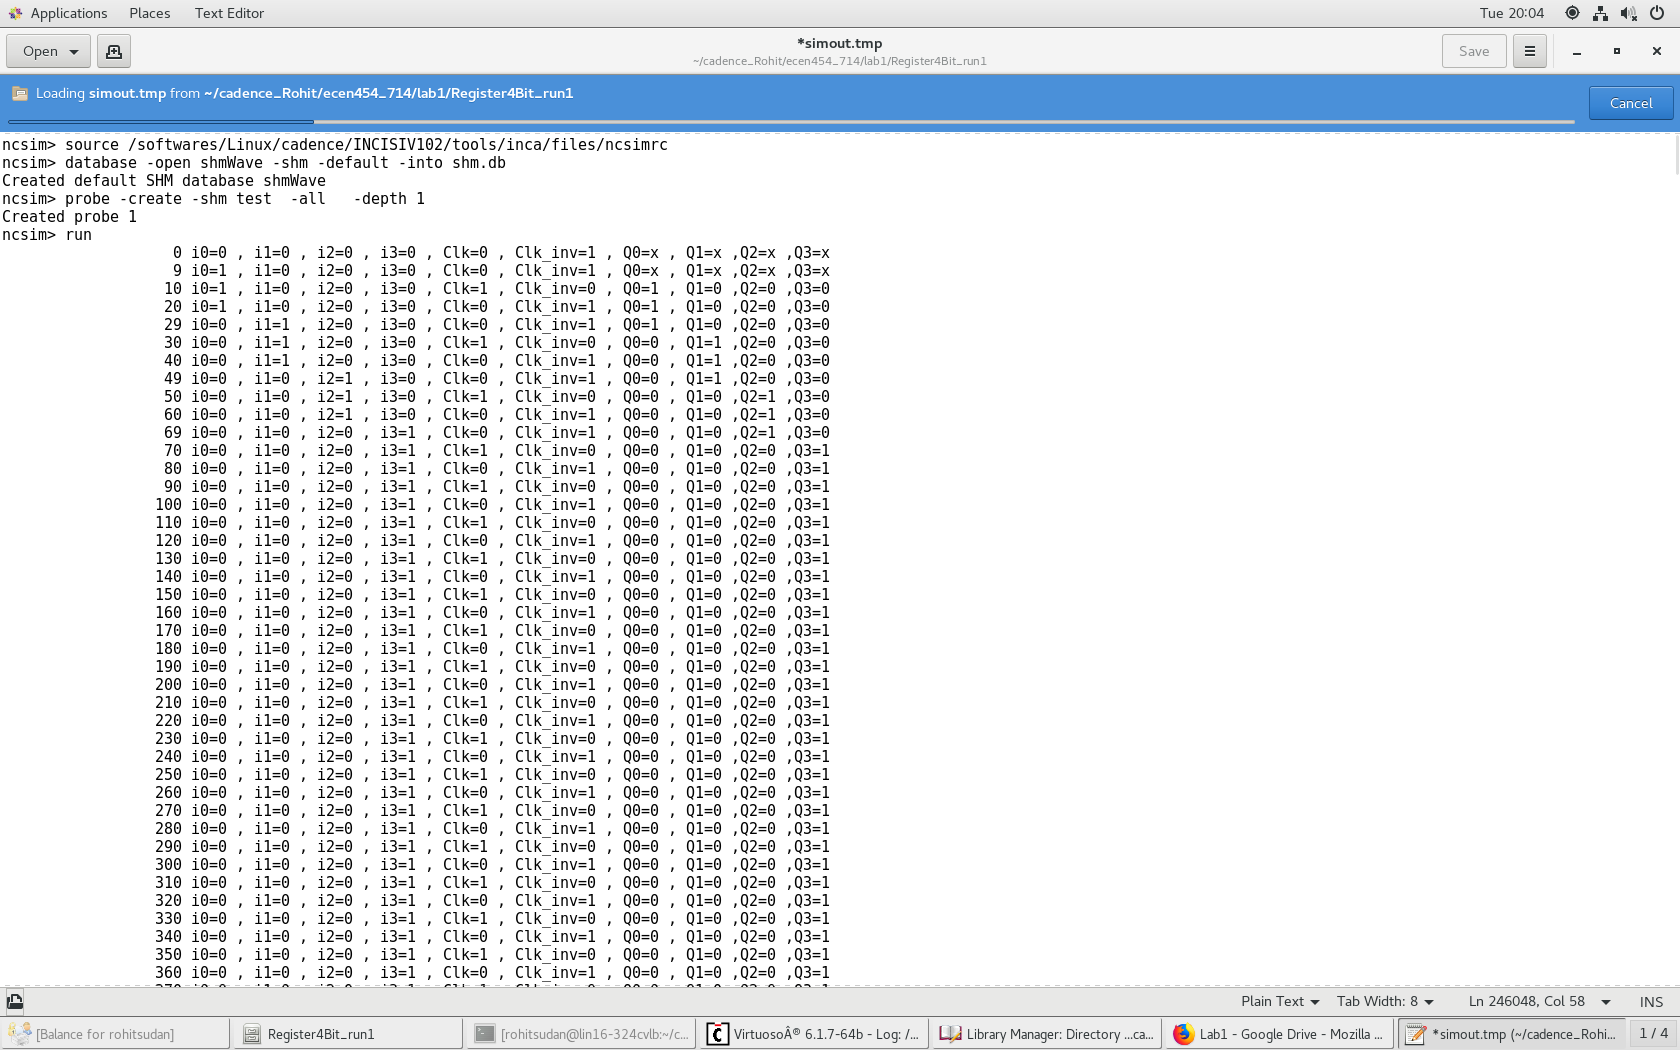 Applications Places Text Editor Tue 20:04
Open *simout.tmp Save
~/cadence_Rohit/ecen454_714/lab1/Register4Bit_run1
Loading simout.tmp from ~/cadence_Rohit/ecen454_714/lab1/Register4Bit_run1 Cancel
ncsim> source /softwares/Linux/cadence/INCISIV102/tools/inca/files/ncsimrc
ncsim> database -open shmWave -shm -default -into shm.db
Created default SHM database shmWave
ncsim> probe -create -shm test  -all   -depth 1
Created probe 1
ncsim> run
0 i0=0 , i1=0 , i2=0 , i3=0 , Clk=0 , Clk_inv=1 , Q0=x , Q1=x ,Q2=x ,Q3=x
9 i0=1 , i1=0 , i2=0 , i3=0 , Clk=0 , Clk_inv=1 , Q0=x , Q1=x ,Q2=x ,Q3=x
10 i0=1 , i1=0 , i2=0 , i3=0 , Clk=1 , Clk_inv=0 , Q0=1 , Q1=0 ,Q2=0 ,Q3=0
20 i0=1 , i1=0 , i2=0 , i3=0 , Clk=0 , Clk_inv=1 , Q0=1 , Q1=0 ,Q2=0 ,Q3=0
29 i0=0 , i1=1 , i2=0 , i3=0 , Clk=0 , Clk_inv=1 , Q0=1 , Q1=0 ,Q2=0 ,Q3=0
30 i0=0 , i1=1 , i2=0 , i3=0 , Clk=1 , Clk_inv=0 , Q0=0 , Q1=1 ,Q2=0 ,Q3=0
40 i0=0 , i1=1 , i2=0 , i3=0 , Clk=0 , Clk_inv=1 , Q0=0 , Q1=1 ,Q2=0 ,Q3=0
49 i0=0 , i1=0 , i2=1 , i3=0 , Clk=0 , Clk_inv=1 , Q0=0 , Q1=1 ,Q2=0 ,Q3=0
50 i0=0 , i1=0 , i2=1 , i3=0 , Clk=1 , Clk_inv=0 , Q0=0 , Q1=0 ,Q2=1 ,Q3=0
60 i0=0 , i1=0 , i2=1 , i3=0 , Clk=0 , Clk_inv=1 , Q0=0 , Q1=0 ,Q2=1 ,Q3=0
69 i0=0 , i1=0 , i2=0 , i3=1 , Clk=0 , Clk_inv=1 , Q0=0 , Q1=0 ,Q2=1 ,Q3=0
70 i0=0 , i1=0 , i2=0 , i3=1 , Clk=1 , Clk_inv=0 , Q0=0 , Q1=0 ,Q2=0 ,Q3=1
80 i0=0 , i1=0 , i2=0 , i3=1 , Clk=0 , Clk_inv=1 , Q0=0 , Q1=0 ,Q2=0 ,Q3=1
90 i0=0 , i1=0 , i2=0 , i3=1 , Clk=1 , Clk_inv=0 , Q0=0 , Q1=0 ,Q2=0 ,Q3=1
100 i0=0 , i1=0 , i2=0 , i3=1 , Clk=0 , Clk_inv=1 , Q0=0 , Q1=0 ,Q2=0 ,Q3=1
110 i0=0 , i1=0 , i2=0 , i3=1 , Clk=1 , Clk_inv=0 , Q0=0 , Q1=0 ,Q2=0 ,Q3=1
120 i0=0 , i1=0 , i2=0 , i3=1 , Clk=0 , Clk_inv=1 , Q0=0 , Q1=0 ,Q2=0 ,Q3=1
130 i0=0 , i1=0 , i2=0 , i3=1 , Clk=1 , Clk_inv=0 , Q0=0 , Q1=0 ,Q2=0 ,Q3=1
140 i0=0 , i1=0 , i2=0 , i3=1 , Clk=0 , Clk_inv=1 , Q0=0 , Q1=0 ,Q2=0 ,Q3=1
150 i0=0 , i1=0 , i2=0 , i3=1 , Clk=1 , Clk_inv=0 , Q0=0 , Q1=0 ,Q2=0 ,Q3=1
160 i0=0 , i1=0 , i2=0 , i3=1 , Clk=0 , Clk_inv=1 , Q0=0 , Q1=0 ,Q2=0 ,Q3=1
170 i0=0 , i1=0 , i2=0 , i3=1 , Clk=1 , Clk_inv=0 , Q0=0 , Q1=0 ,Q2=0 ,Q3=1
180 i0=0 , i1=0 , i2=0 , i3=1 , Clk=0 , Clk_inv=1 , Q0=0 , Q1=0 ,Q2=0 ,Q3=1
190 i0=0 , i1=0 , i2=0 , i3=1 , Clk=1 , Clk_inv=0 , Q0=0 , Q1=0 ,Q2=0 ,Q3=1
200 i0=0 , i1=0 , i2=0 , i3=1 , Clk=0 , Clk_inv=1 , Q0=0 , Q1=0 ,Q2=0 ,Q3=1
210 i0=0 , i1=0 , i2=0 , i3=1 , Clk=1 , Clk_inv=0 , Q0=0 , Q1=0 ,Q2=0 ,Q3=1
220 i0=0 , i1=0 , i2=0 , i3=1 , Clk=0 , Clk_inv=1 , Q0=0 , Q1=0 ,Q2=0 ,Q3=1
230 i0=0 , i1=0 , i2=0 , i3=1 , Clk=1 , Clk_inv=0 , Q0=0 , Q1=0 ,Q2=0 ,Q3=1
240 i0=0 , i1=0 , i2=0 , i3=1 , Clk=0 , Clk_inv=1 , Q0=0 , Q1=0 ,Q2=0 ,Q3=1
250 i0=0 , i1=0 , i2=0 , i3=1 , Clk=1 , Clk_inv=0 , Q0=0 , Q1=0 ,Q2=0 ,Q3=1
260 i0=0 , i1=0 , i2=0 , i3=1 , Clk=0 , Clk_inv=1 , Q0=0 , Q1=0 ,Q2=0 ,Q3=1
270 i0=0 , i1=0 , i2=0 , i3=1 , Clk=1 , Clk_inv=0 , Q0=0 , Q1=0 ,Q2=0 ,Q3=1
280 i0=0 , i1=0 , i2=0 , i3=1 , Clk=0 , Clk_inv=1 , Q0=0 , Q1=0 ,Q2=0 ,Q3=1
290 i0=0 , i1=0 , i2=0 , i3=1 , Clk=1 , Clk_inv=0 , Q0=0 , Q1=0 ,Q2=0 ,Q3=1
300 i0=0 , i1=0 , i2=0 , i3=1 , Clk=0 , Clk_inv=1 , Q0=0 , Q1=0 ,Q2=0 ,Q3=1
310 i0=0 , i1=0 , i2=0 , i3=1 , Clk=1 , Clk_inv=0 , Q0=0 , Q1=0 ,Q2=0 ,Q3=1
320 i0=0 , i1=0 , i2=0 , i3=1 , Clk=0 , Clk_inv=1 , Q0=0 , Q1=0 ,Q2=0 ,Q3=1
330 i0=0 , i1=0 , i2=0 , i3=1 , Clk=1 , Clk_inv=0 , Q0=0 , Q1=0 ,Q2=0 ,Q3=1
340 i0=0 , i1=0 , i2=0 , i3=1 , Clk=0 , Clk_inv=1 , Q0=0 , Q1=0 ,Q2=0 ,Q3=1
350 i0=0 , i1=0 , i2=0 , i3=1 , Clk=1 , Clk_inv=0 , Q0=0 , Q1=0 ,Q2=0 ,Q3=1
360 i0=0 , i1=0 , i2=0 , i3=1 , Clk=0 , Clk_inv=1 , Q0=0 , Q1=0 ,Q2=0 ,Q3=1
Plain Text Tab Width: 8 Ln 246048, Col 58 INS
[Balance for rohitsudan] Register4Bit_run1 [rohitsudan@lin16-324cvlb:~/c... VirtuosoÂ® 6.1.7-64b - Log: /... Library Manager: Directory ...ca... Lab1 - Google Drive - Mozilla ... *simout.tmp (~/cadence_Rohi... 1 / 4